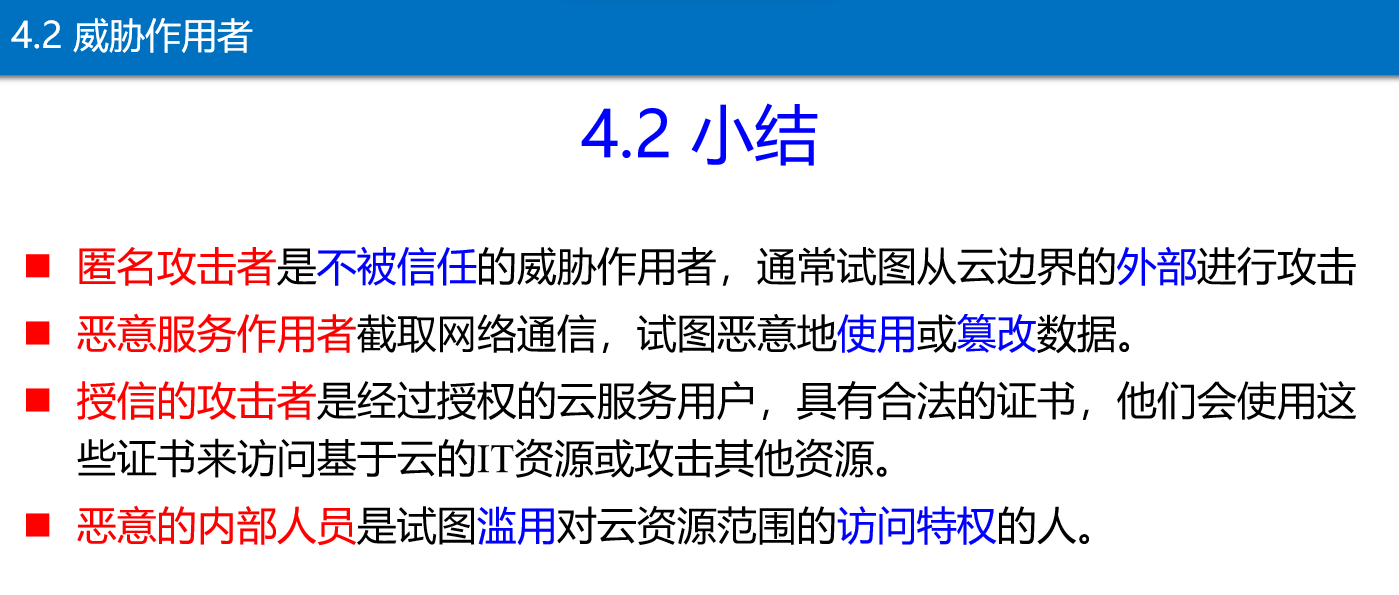 4.2 威胁作用者
4.2 小结
■ 匿名攻击者是不被信任的威胁作用者，通常试图从云边界的外部进行攻击
■ 恶意服务作用者截取网络通信，试图恶意地使用或篡改数据。
■ 授信的攻击者是经过授权的云服务用户，具有合法的证书，他们会使用这
些证书来访问基于云的IT资源或攻击其他资源。
■ 恶意的内部人员是试图滥用对云资源范围的访问特权的人。